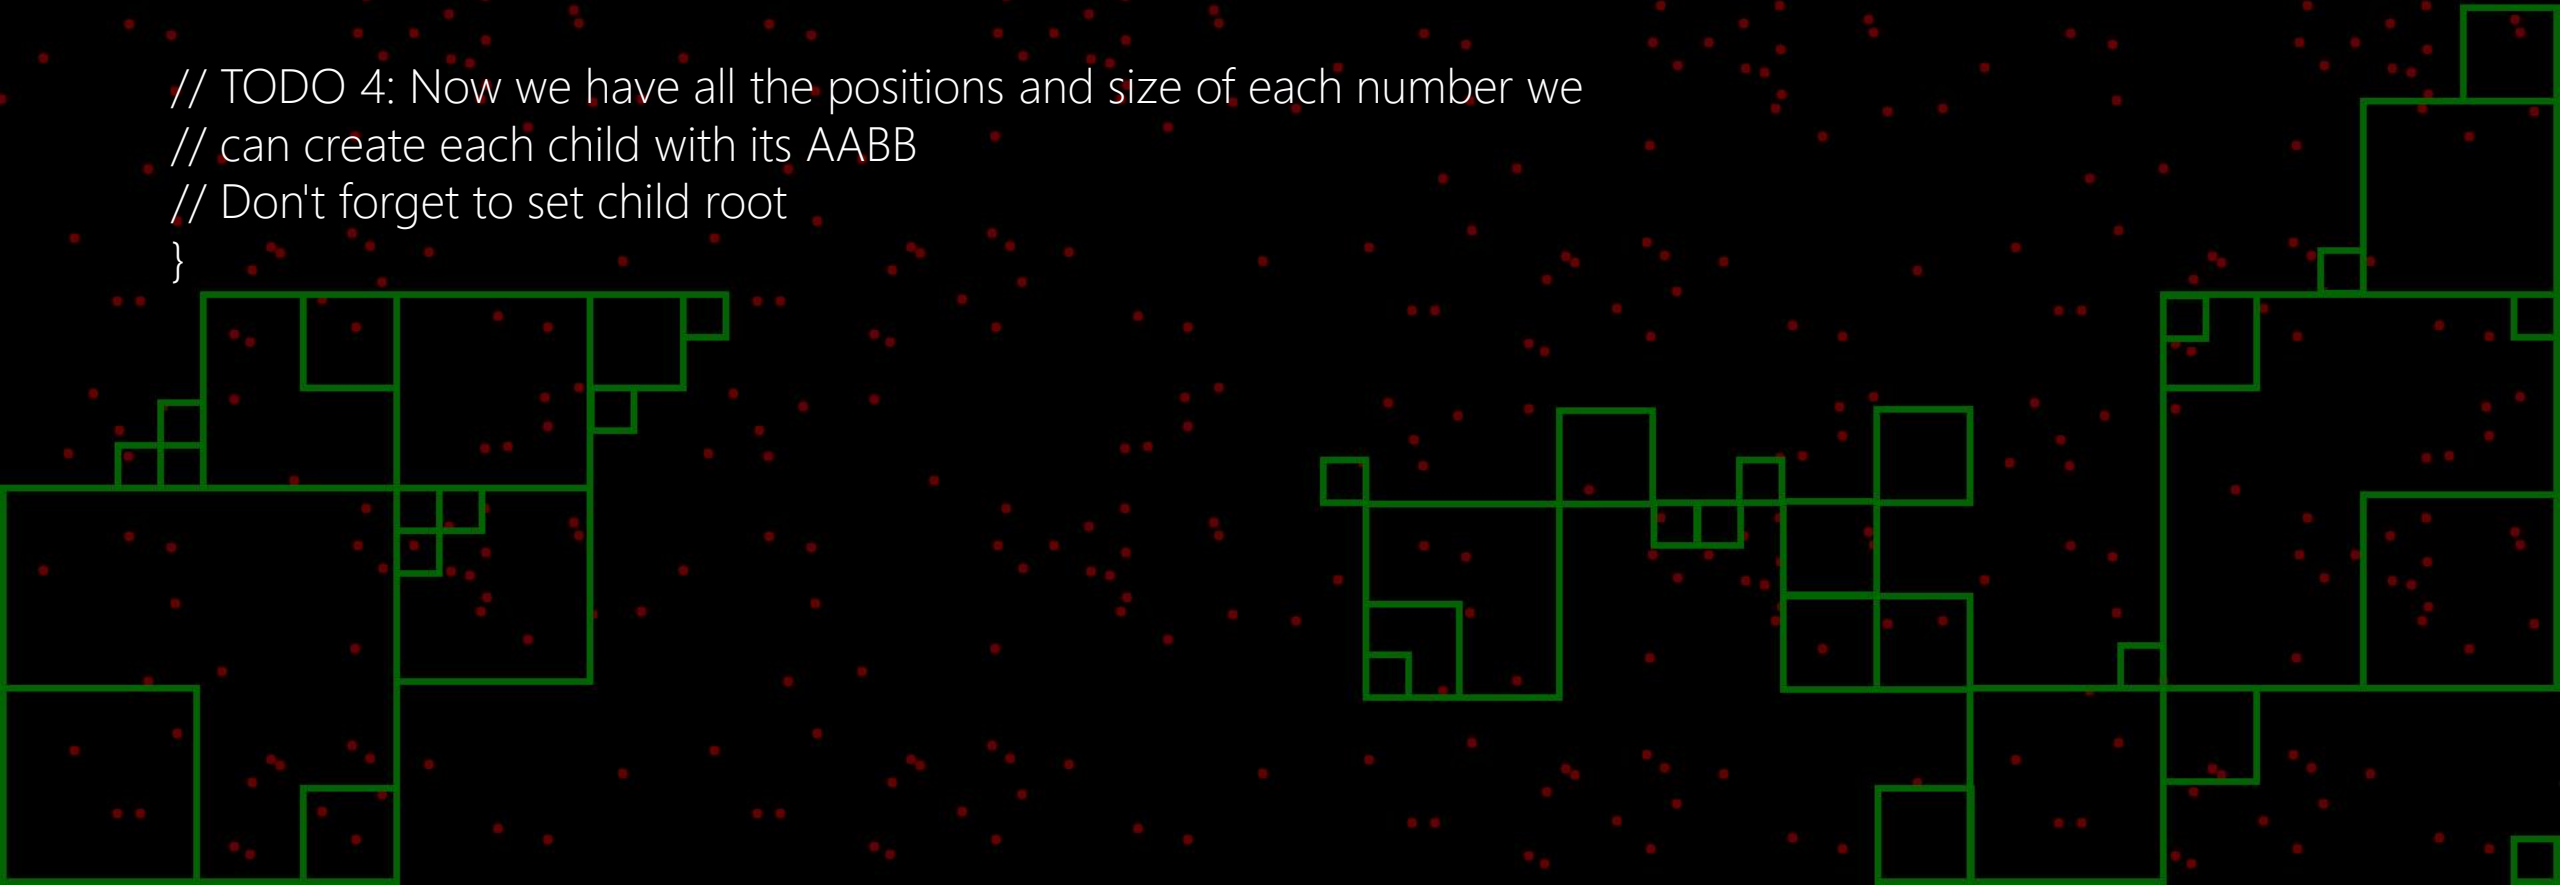 // TODO 4: Now we have all the positions and size of each number we
// can create each child with its AABB
// Don't forget to set child root
}